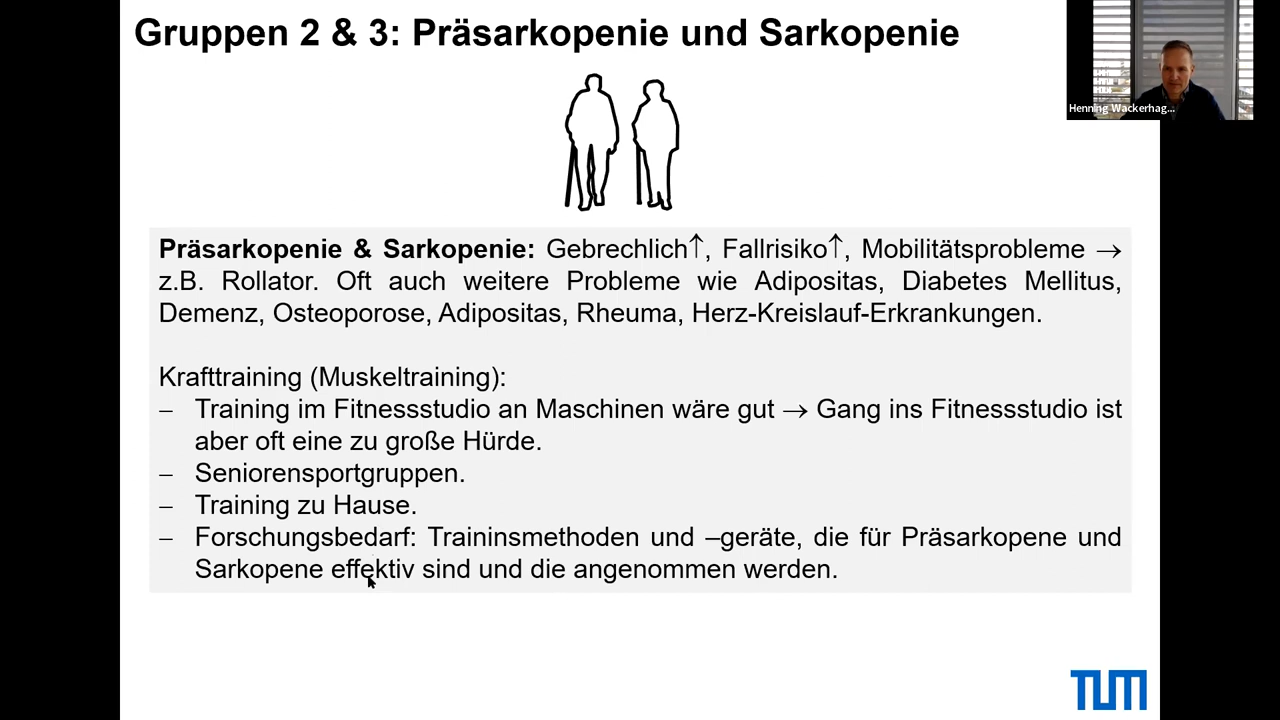 Gruppen 2 & 3: Präsarkopenie und Sarkopenie
Henning Wackerhag...
Präsarkopenie & Sarkopenie: Gebrechlich↑, Fallrisiko↑, Mobilitätsprobleme →
z.B. Rollator. Oft auch weitere Probleme wie Adipositas, Diabetes Mellitus,
Demenz, Osteoporose, Adipositas, Rheuma, Herz-Kreislauf-Erkrankungen.
Krafttraining (Muskeltraining):
– Training im Fitnessstudio an Maschinen wäre gut → Gang ins Fitnessstudio ist
aber oft eine zu große Hürde.
– Seniorensportgruppen.
– Training zu Hause.
– Forschungsbedarf: Traininsmethoden und –geräte, die für Präsarkopene und
Sarkopene effektiv sind und die angenommen werden.
TUM